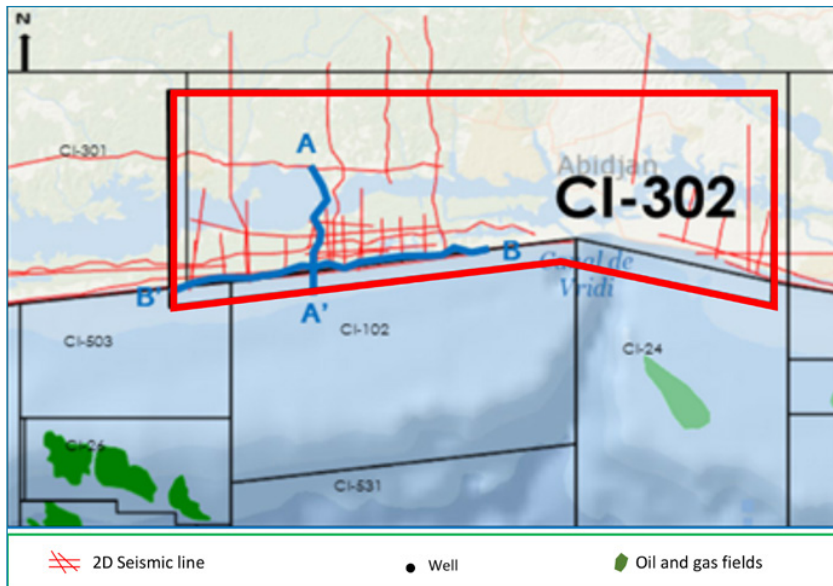 N
A
CI-301
Abidjan
CI-302
B
Canal de
Vridi
B'
A'
CI-503
CI-102
CI-24
CI-26
CI-531
2D Seismic line
Well
Oil and gas fields